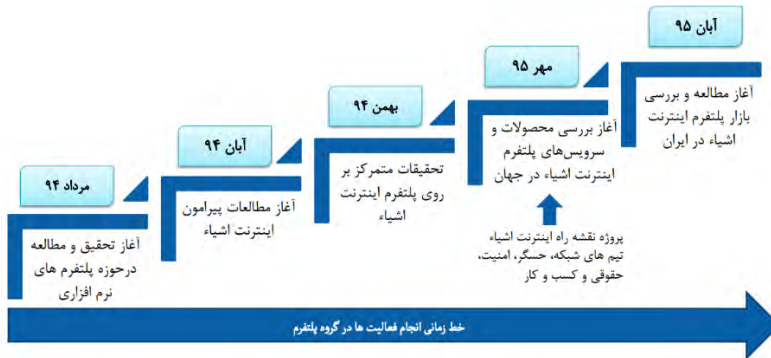 مرداد ۹۴
آغاز تحقیق و مطالعه
درحوزه پلتفرم های
نرم افزاری
آبان ۹۴
آغاز مطالعات پیرامون
اینترنت اشیاء
بهمن ۹۴
تحقیقات متمرکز بر
روی پلتفرم اینترنت
اشیاء
مهر ۹۵
آغاز بررسی محصولات و
سرویس‌های پلتفرم
اینترنت اشیاء در جهان
پروژه نقشه راه اینترنت اشیاء
تیم های شبکه، حسگر، امنیت،
حقوقی و کسب و کار
آبان ۹۵
آغاز مطالعه و بررسی
بازار پلتفرم اینترنت
اشیاء در ایران
خط زمانی انجام فعالیت ها در گروه پلتفرم